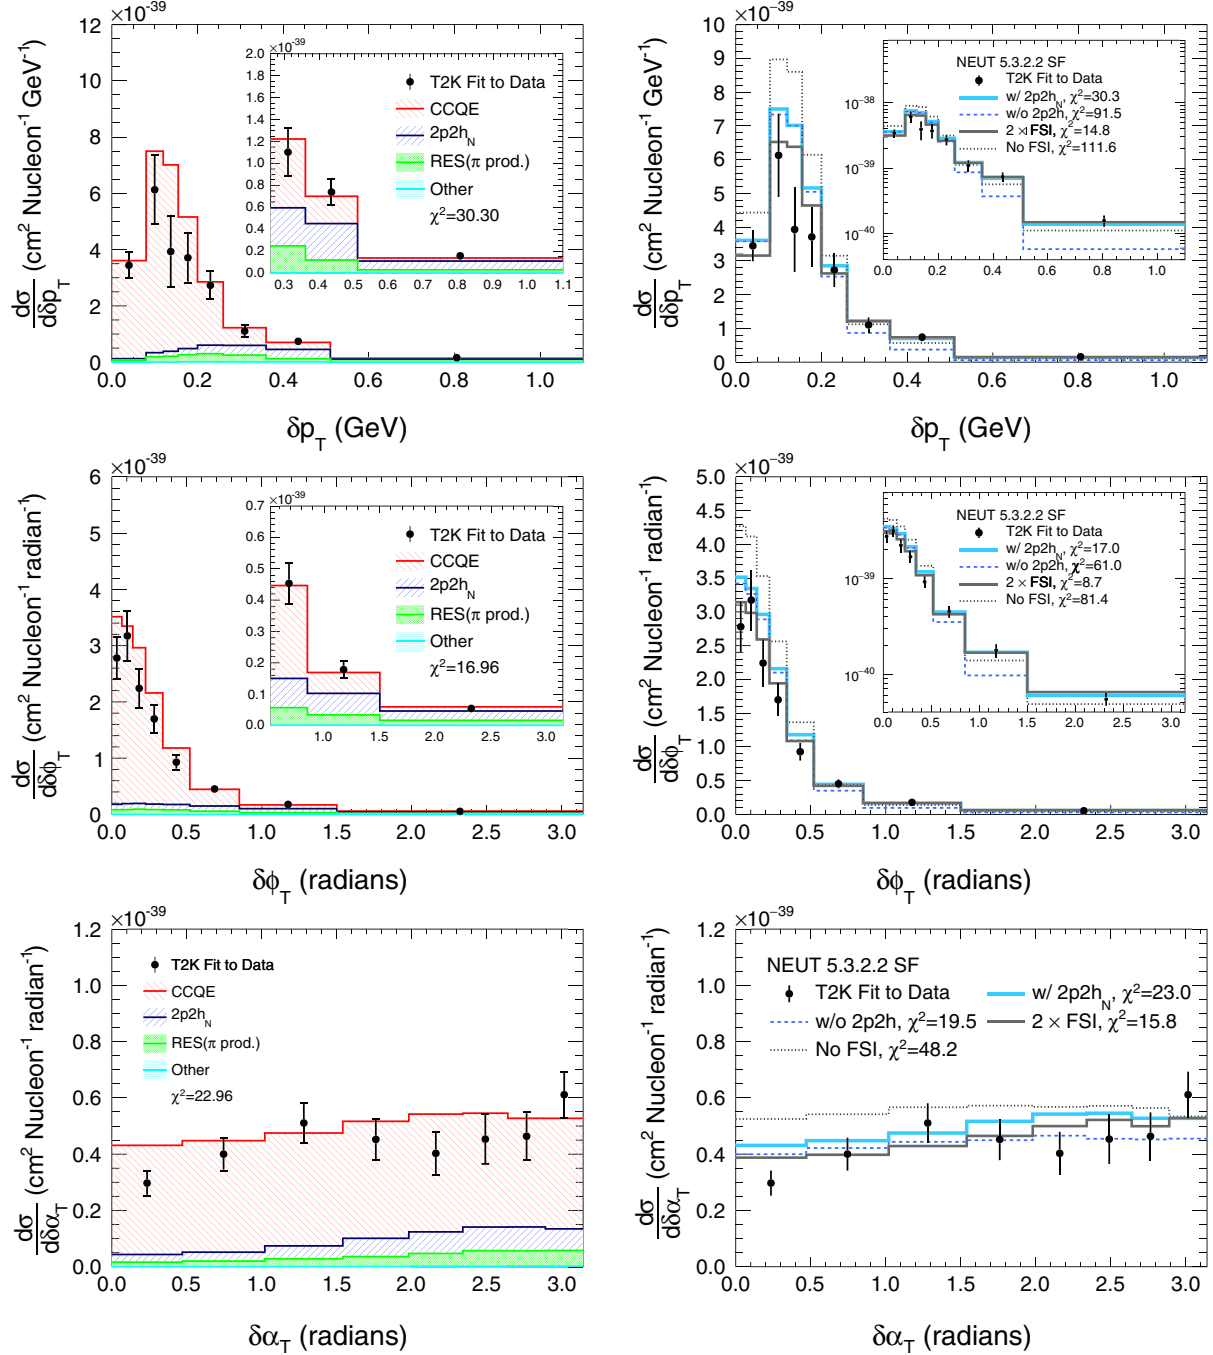 ×10⁻³⁹
dσ/dδp_T (cm² Nucleon⁻¹ GeV⁻¹)
12
10
8
6
4
2
0
0.0 0.2 0.4 0.6 0.8 1.0
δp_T (GeV)
×10⁻³⁹
2.0
1.8
1.6
1.4
1.2
1.0
0.8
0.6
0.4
0.2
0.0
0.3 0.4 0.5 0.6 0.7 0.8 0.9 1.0 1.1
T2K Fit to Data
CCQE
2p2h_N
RES(π prod.)
Other
χ²=30.30
×10⁻³⁹
dσ/dδp_T (cm² Nucleon⁻¹ GeV⁻¹)
10
9
8
7
6
5
4
3
2
1
0
0.0 0.2 0.4 0.6 0.8 1.0
δp_T (GeV)
10⁻³⁸
10⁻³⁹
10⁻⁴⁰
0.0 0.2 0.4 0.6 0.8 1.0
NEUT 5.3.2.2 SF
T2K Fit to Data
w/ 2p2h_N, χ²=30.3
w/o 2p2h, χ²=91.5
2 × FSI, χ²=14.8
No FSI, χ²=111.6
×10⁻³⁹
dσ/dδϕ_T (cm² Nucleon⁻¹ radian⁻¹)
6
5
4
3
2
1
0
0.0 0.5 1.0 1.5 2.0 2.5 3.0
δϕ_T (radians)
×10⁻³⁹
0.7
0.6
0.5
0.4
0.3
0.2
0.1
0.0
1.0 1.5 2.0 2.5 3.0
T2K Fit to Data
CCQE
2p2h_N
RES(π prod.)
Other
χ²=16.96
×10⁻³⁹
dσ/dδϕ_T (cm² Nucleon⁻¹ radian⁻¹)
5.0
4.5
4.0
3.5
3.0
2.5
2.0
1.5
1.0
0.5
0.0
0.0 0.5 1.0 1.5 2.0 2.5 3.0
δϕ_T (radians)
10⁻³⁹
10⁻⁴⁰
0.0 0.5 1.0 1.5 2.0 2.5 3.0
NEUT 5.3.2.2 SF
T2K Fit to Data
w/ 2p2h_N, χ²=17.0
w/o 2p2h, χ²=61.0
2 × FSI, χ²=8.7
No FSI, χ²=81.4
×10⁻³⁹
dσ/dδα_T (cm² Nucleon⁻¹ radian⁻¹)
1.2
1.0
0.8
0.6
0.4
0.2
0.0
0.0 0.5 1.0 1.5 2.0 2.5 3.0
δα_T (radians)
T2K Fit to Data
CCQE
2p2h_N
RES(π prod.)
Other
χ²=22.96
×10⁻³⁹
dσ/dδα_T (cm² Nucleon⁻¹ radian⁻¹)
1.2
1.0
0.8
0.6
0.4
0.2
0.0
0.0 0.5 1.0 1.5 2.0 2.5 3.0
δα_T (radians)
NEUT 5.3.2.2 SF
T2K Fit to Data w/ 2p2h_N, χ²=23.0
w/o 2p2h, χ²=19.5 2 × FSI, χ²=15.8
No FSI, χ²=48.2